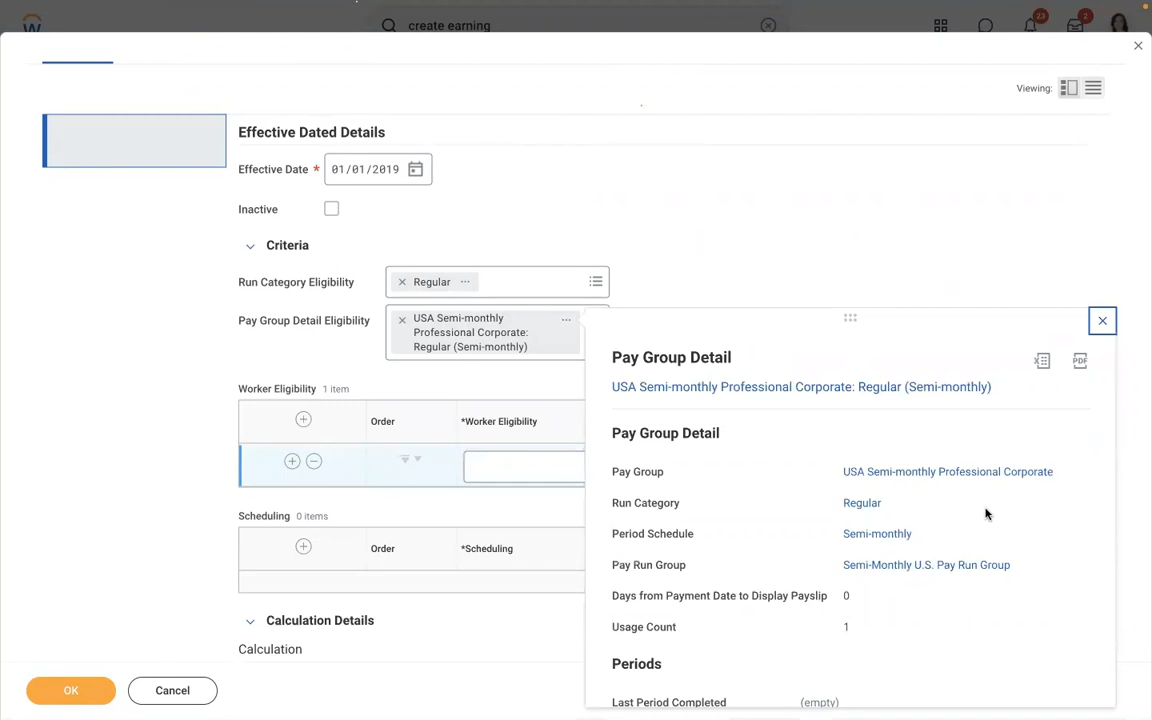 create earning
23
2
Viewing:
Effective Dated Details
Effective Date *
01/01/2019
Inactive
Criteria
Run Category Eligibility
Regular
Pay Group Detail Eligibility
USA Semi-monthly
Professional Corporate:
Regular (Semi-monthly)
Worker Eligibility 1 item
Order
*Worker Eligibility
Scheduling 0 items
Order
*Scheduling
Calculation Details
Calculation
OK
Cancel
Pay Group Detail
PDF
USA Semi-monthly Professional Corporate: Regular (Semi-monthly)
Pay Group Detail
Pay Group USA Semi-monthly Professional Corporate
Run Category Regular
Period Schedule Semi-monthly
Pay Run Group Semi-Monthly U.S. Pay Run Group
Days from Payment Date to Display Payslip 0
Usage Count 1
Periods
Last Period Completed (empty)